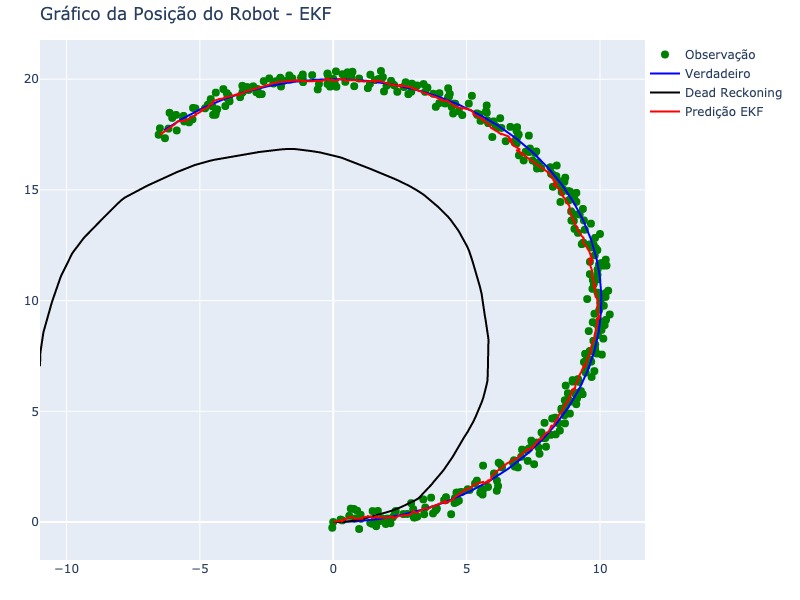 Gráfico da Posição do Robot - EKF
Observação
Verdadeiro
Dead Reckoning
Predição EKF
20
15
10
5
0
−10
−5
0
5
10